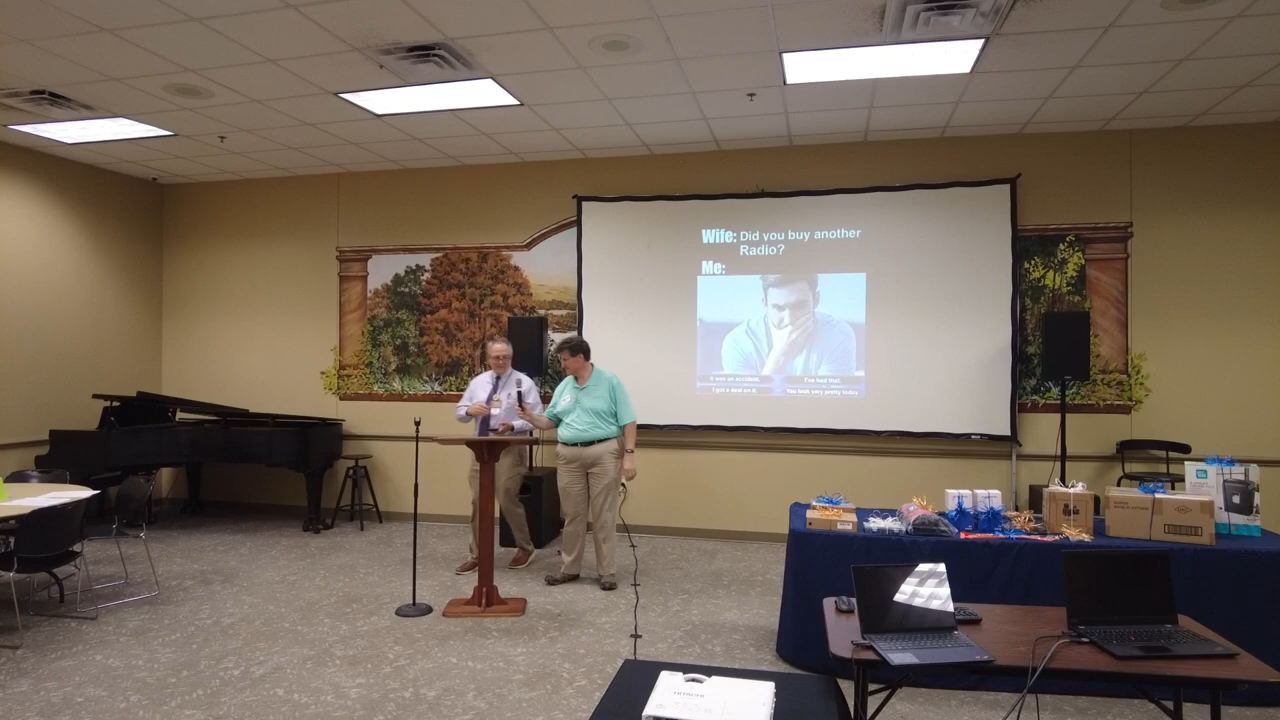 Wife: Did you buy another
Radio?
Me:
It was an accident.
I've had that.
I got a deal on it.
You look very pretty today
HITACHI